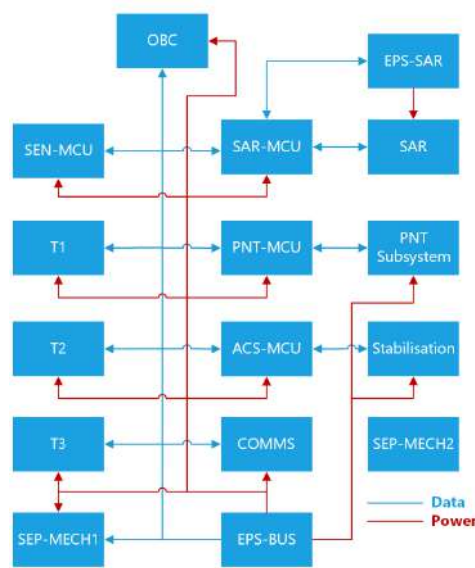 OBC
EPS-SAR
SEN-MCU
SAR-MCU
SAR
T1
PNT-MCU
PNT
Subsystem
T2
ACS-MCU
Stabilisation
T3
COMMS
SEP-MECH2
SEP-MECH1
EPS-BUS
Data
Power